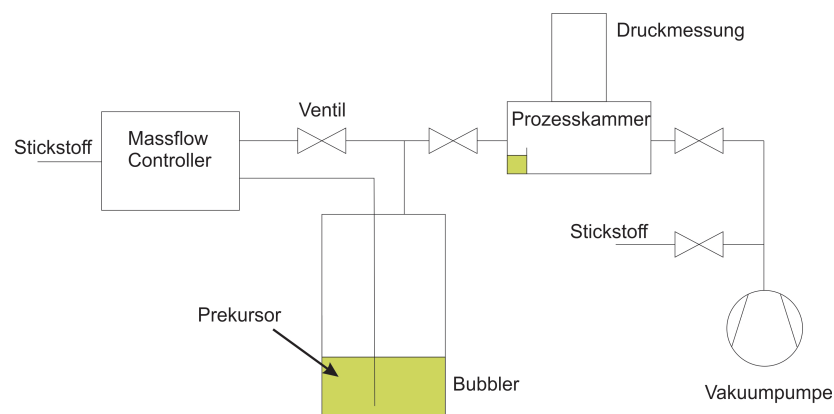 Druckmessung
Ventil
Prozesskammer
Stickstoff
Massflow
Controller
Stickstoff
Prekursor
Bubbler
Vakuumpumpe